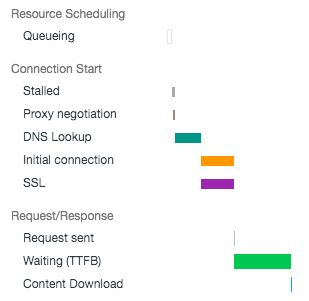 Resource Scheduling
Queueing
Connection Start
Stalled
Proxy negotiation
DNS Lookup
Initial connection
SSL
Request/Response
Request sent
Waiting (TTFB)
Content Download